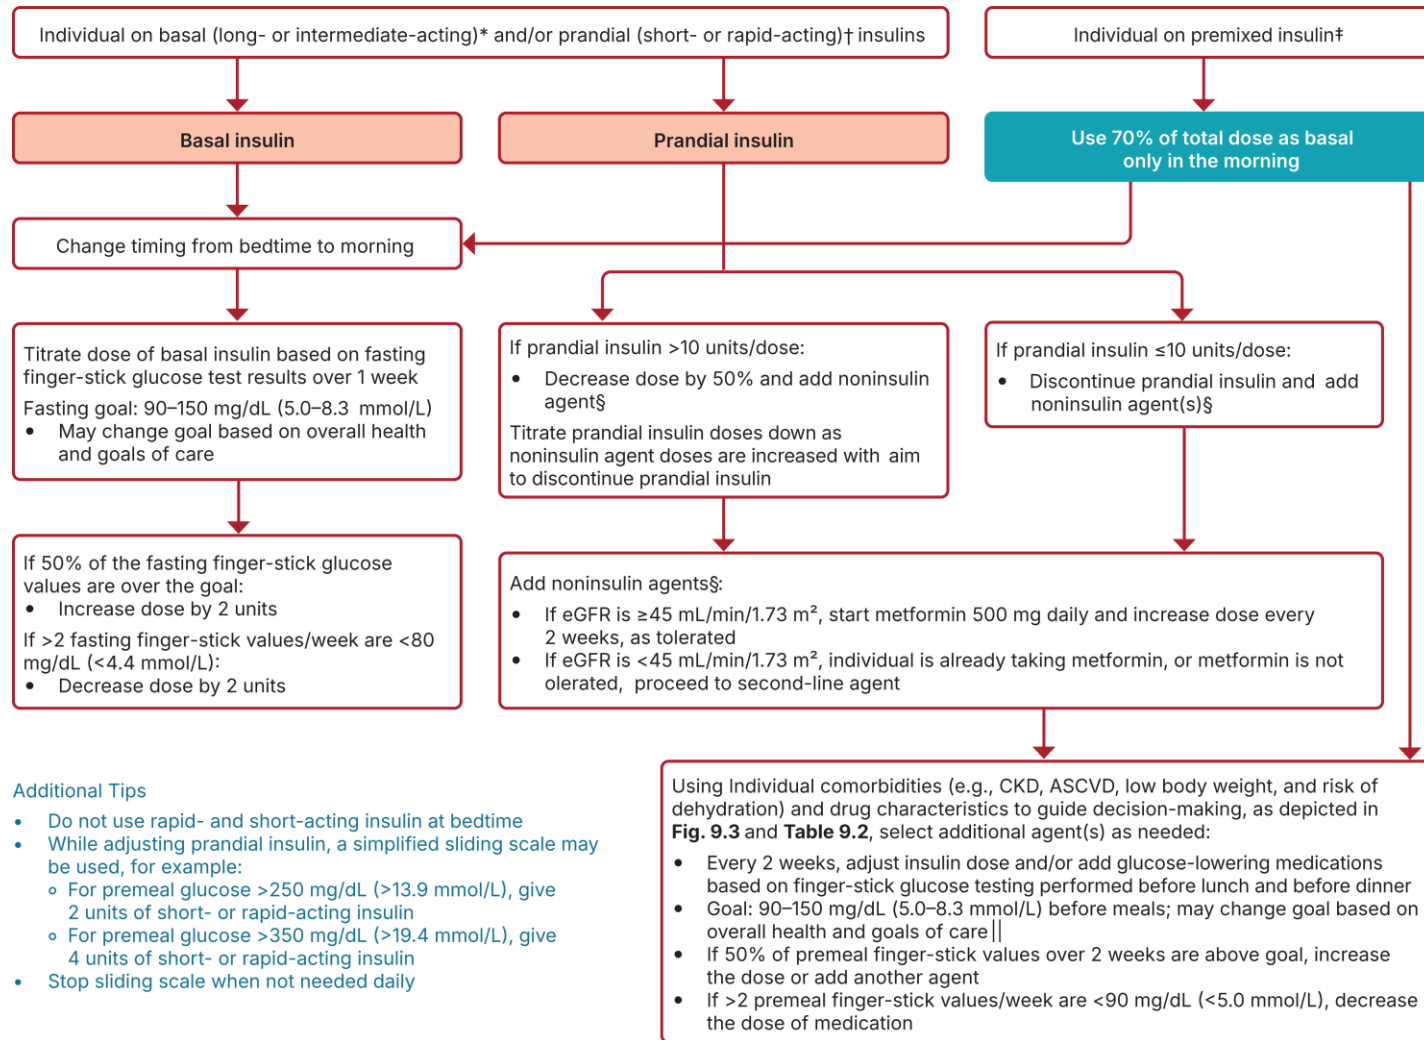 Individual on basal (long- or intermediate-acting)* and/or prandial (short- or rapid-acting)† insulins
Individual on premixed insulin‡
Basal insulin
Prandial insulin
Use 70% of total dose as basal
only in the morning
Change timing from bedtime to morning
Titrate dose of basal insulin based on fasting
finger-stick glucose test results over 1 week
Fasting goal: 90–150 mg/dL (5.0–8.3 mmol/L)
• May change goal based on overall health
and goals of care
If prandial insulin >10 units/dose:
• Decrease dose by 50% and add noninsulin
agent§
Titrate prandial insulin doses down as
noninsulin agent doses are increased with aim
to discontinue prandial insulin
If prandial insulin ≤10 units/dose:
• Discontinue prandial insulin and add
noninsulin agent(s)§
If 50% of the fasting finger-stick glucose
values are over the goal:
• Increase dose by 2 units
If >2 fasting finger-stick values/week are <80
mg/dL (<4.4 mmol/L):
• Decrease dose by 2 units
Add noninsulin agents§:
• If eGFR is ≥45 mL/min/1.73 m², start metformin 500 mg daily and increase dose every
2 weeks, as tolerated
• If eGFR is <45 mL/min/1.73 m², individual is already taking metformin, or metformin is not
olerated, proceed to second-line agent
Additional Tips
• Do not use rapid- and short-acting insulin at bedtime
• While adjusting prandial insulin, a simplified sliding scale may
be used, for example:
∘ For premeal glucose >250 mg/dL (>13.9 mmol/L), give
2 units of short- or rapid-acting insulin
∘ For premeal glucose >350 mg/dL (>19.4 mmol/L), give
4 units of short- or rapid-acting insulin
• Stop sliding scale when not needed daily
Using Individual comorbidities (e.g., CKD, ASCVD, low body weight, and risk of
dehydration) and drug characteristics to guide decision-making, as depicted in
Fig. 9.3 and Table 9.2, select additional agent(s) as needed:
• Every 2 weeks, adjust insulin dose and/or add glucose-lowering medications
based on finger-stick glucose testing performed before lunch and before dinner
• Goal: 90–150 mg/dL (5.0–8.3 mmol/L) before meals; may change goal based on
overall health and goals of care||
• If 50% of premeal finger-stick values over 2 weeks are above goal, increase
the dose or add another agent
• If >2 premeal finger-stick values/week are <90 mg/dL (<5.0 mmol/L), decrease
the dose of medication